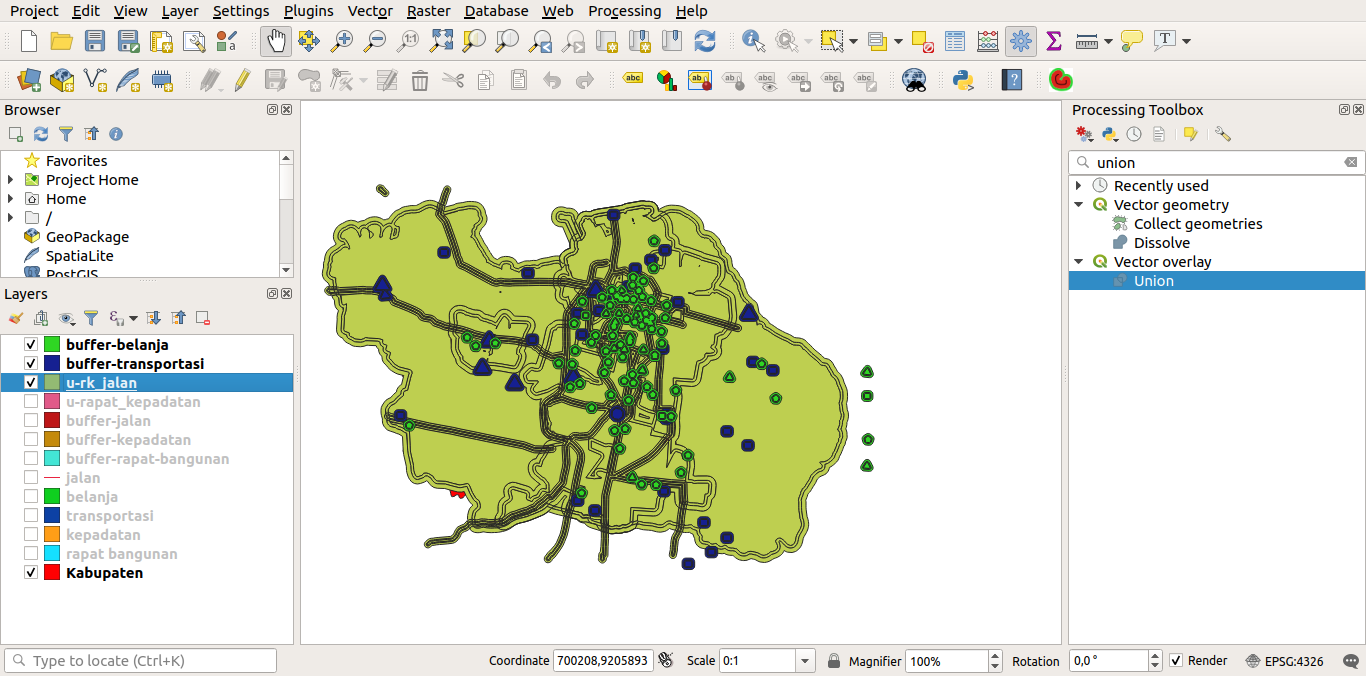 Project Edit View Layer Settings Plugins Vector Raster Database Web Processing Help
Browser
Favorites
Project Home
Home
/
GeoPackage
SpatiaLite
PostGIS
Layers
buffer-belanja
buffer-transportasi
u-rk_jalan
u-rapat_kepadatan
buffer-jalan
buffer-kepadatan
buffer-rapat-bangunan
jalan
belanja
transportasi
kepadatan
rapat bangunan
Kabupaten
Processing Toolbox
union
Recently used
Vector geometry
Collect geometries
Dissolve
Vector overlay
Union
Type to locate (Ctrl+K)
Coordinate 700208,9205893 Scale 0:1 Magnifier 100% Rotation 0,0 ° Render EPSG:4326